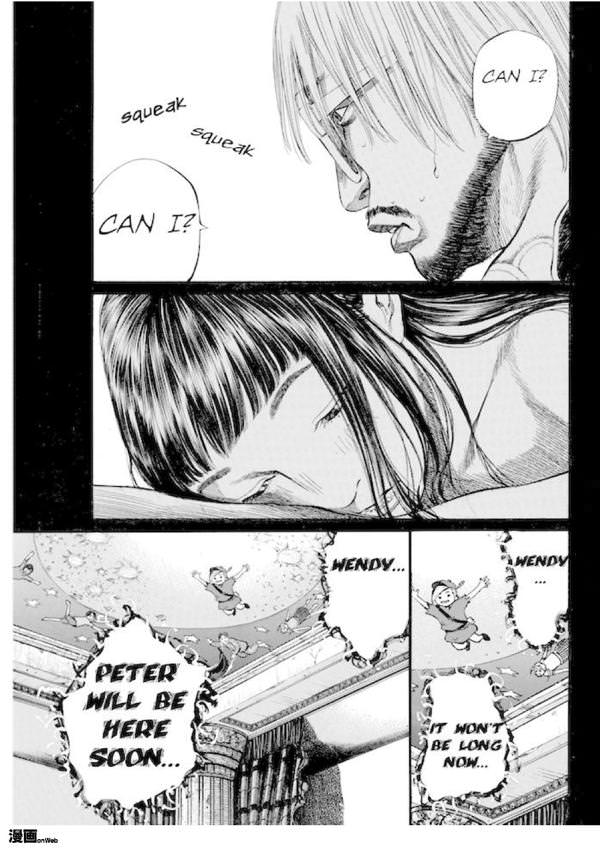 CAN I?
squeak
squeak
CAN I?
WENDY
...
IT WON'T
BE LONG
NOW...
WENDY...
PETER
WILL BE
HERE
SOON...
漫画onWeb